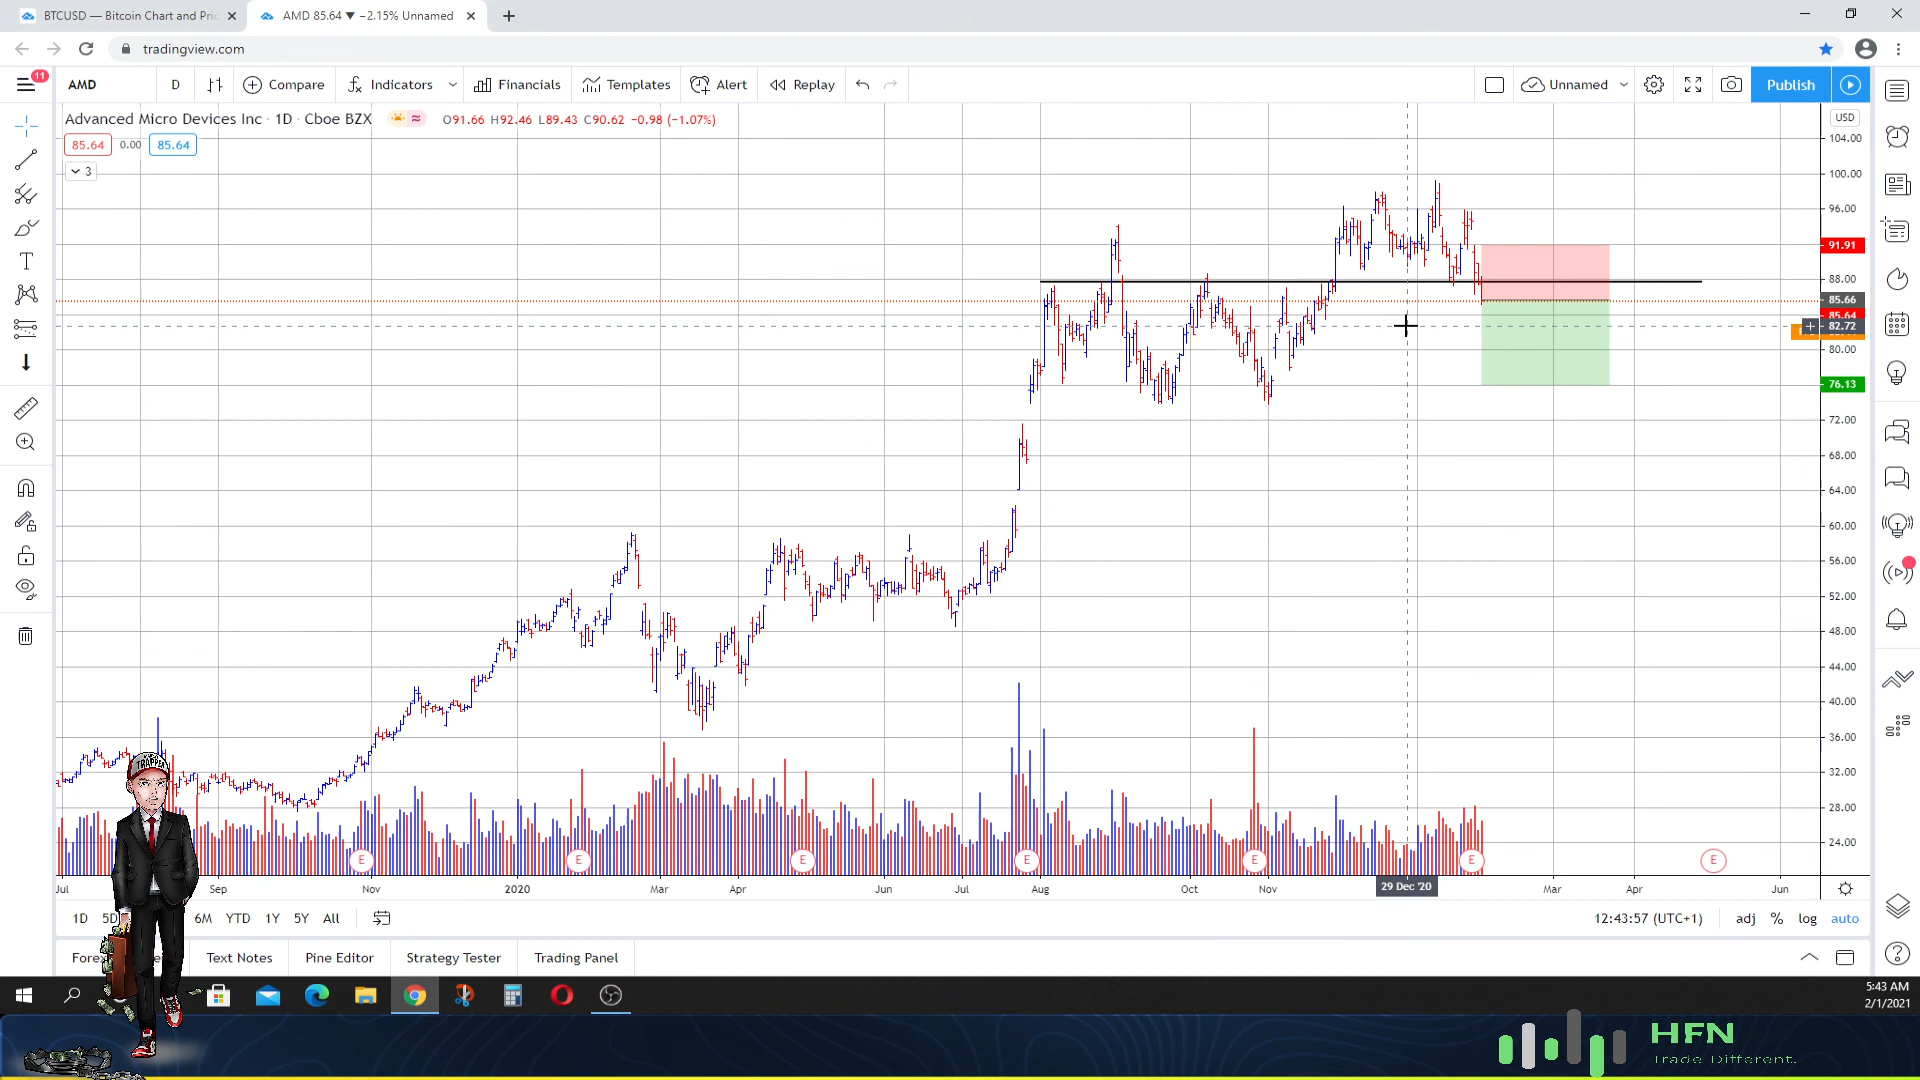 BTCUSD — Bitcoin Chart and Pric
AMD 85.64 ▼ −2.15% Unnamed
tradingview.com
11
AMD D Compare Indicators Financials Templates Alert Replay Unnamed Publish
Advanced Micro Devices Inc · 1D · Cboe BZX O91.66 H92.46 L89.43 C90.62 −0.98 (−1.07%)
85.64 0.00 85.64
3
USD
104.00
100.00
96.00
91.91
88.00
85.66
85.64
82.72
80.00
76.13
72.00
68.00
64.00
60.00
56.00
52.00
48.00
44.00
40.00
36.00
32.00
28.00
24.00
TRAPPER
E E E E E E E
Jul Sep Nov 2020 Mar Apr Jun Jul Aug Oct Nov 29 Dec '20 Mar Apr Jun
1D 5D 6M YTD 1Y 5Y All 12:43:57 (UTC+1) adj % log auto
Text Notes Pine Editor Strategy Tester Trading Panel
5:43 AM
2/1/2021
HFN
Trade Different.